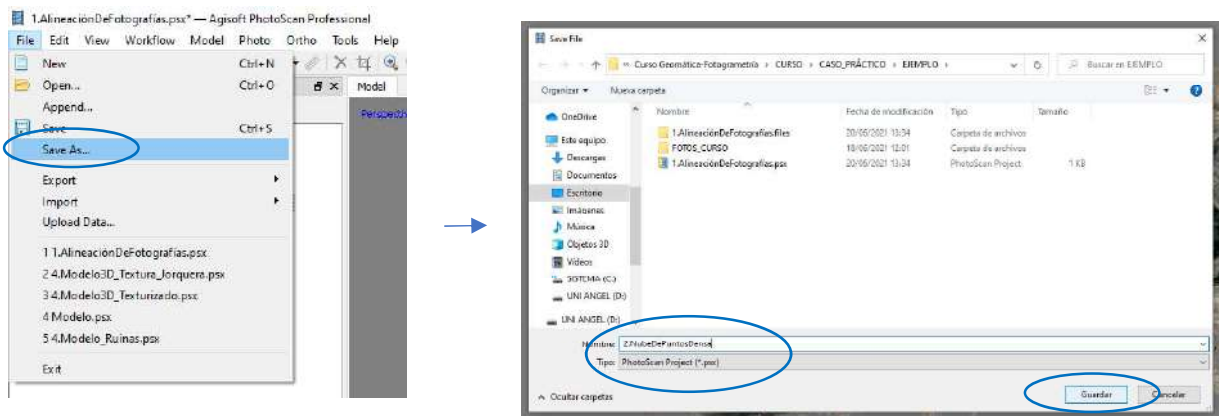 1.AlineaciónDeFotografías.psx* — Agisoft PhotoScan Professional
File Edit View Workflow Model Photo Ortho Tools Help
New Ctrl+N
Open... Ctrl+O
Append...
Save Ctrl+S
Save As...
Export
Import
Upload Data...
1 1.AlineaciónDeFotografías.psx
2 4.Modelo3D_Textura_Jorquera.psx
3 4.Modelo3D_Texturizado.psx
4 Modelo.psx
5 4.Modelo_Ruinas.psx
Exit
Model
Perspectiv
Save File
Curso Geomática-Fotogrametría › CURSO › CASO_PRÁCTICO › EJEMPLO ›
Buscar en EJEMPLO
Organizar Nueva carpeta
Nombre Fecha de modificación Tipo Tamaño
1.AlineaciónDeFotografías.files 20/06/2021 13:34 Carpeta de archivos
FOTOS_CURSO 18/06/2021 12:01 Carpeta de archivos
1.AlineaciónDeFotografías.psx 20/06/2021 13:34 PhotoScan Project 1 KB
OneDrive
Este equipo
Descargas
Documentos
Escritorio
Imágenes
Música
Objetos 3D
Vídeos
SISTEMA (C:)
UNI ANGEL (D:)
UNI ANGEL (D:)
Nombre: 2.NubeDePuntosDensa
Tipo: PhotoScan Project (*.psx)
Ocultar carpetas
Guardar Cancelar